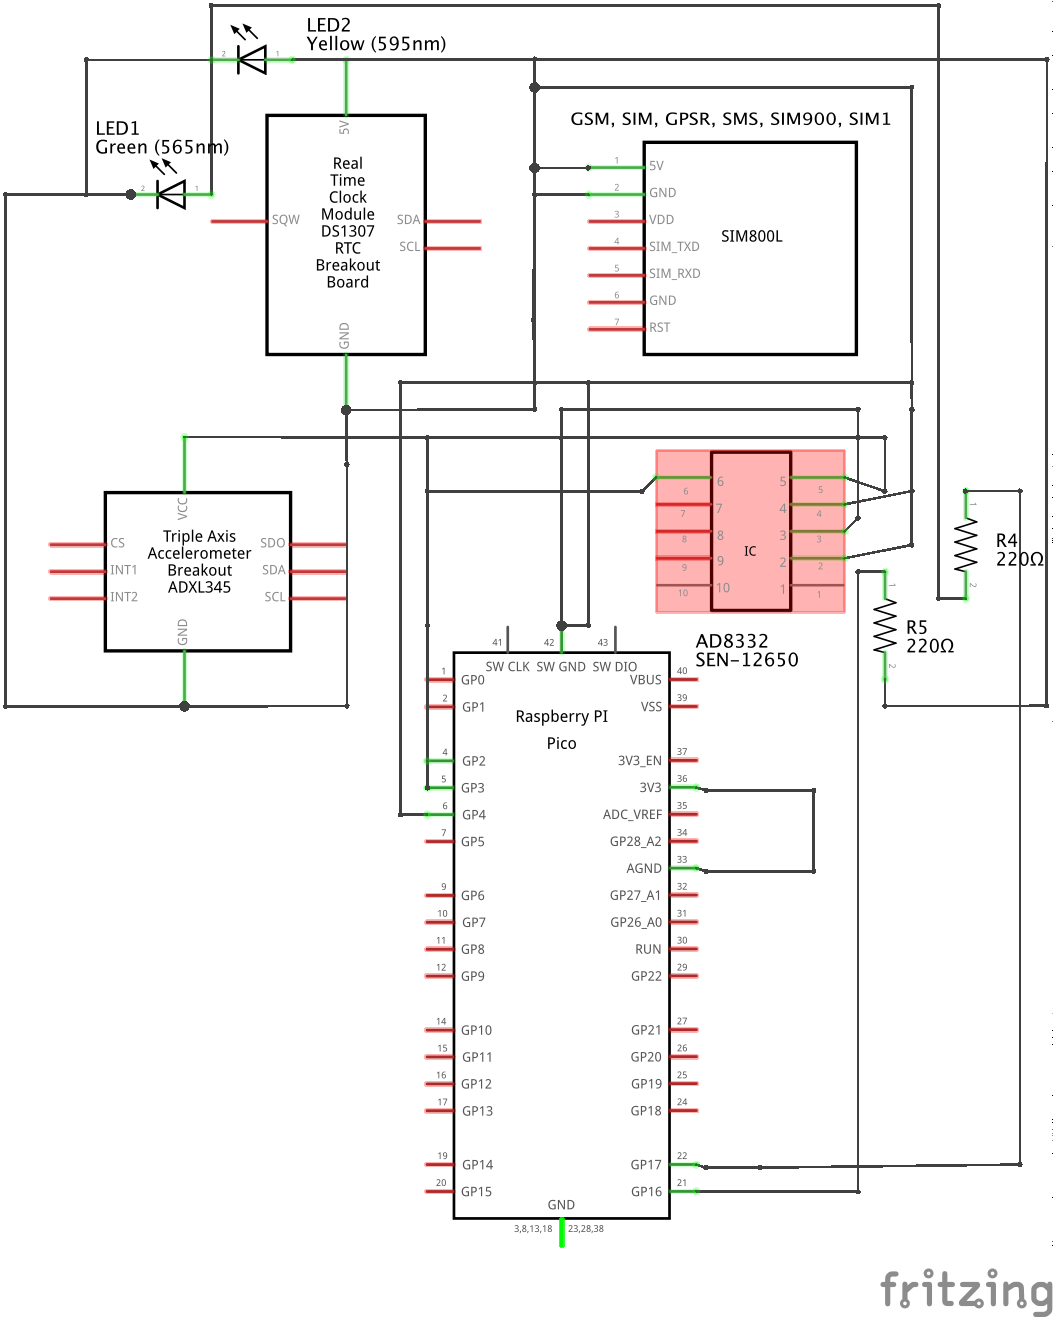 LED2
Yellow (595nm)
2
1
LED1
Green (565nm)
2
1
5V
Real
Time
Clock
Module
DS1307
RTC
Breakout
Board
SQW
SDA
SCL
GND
GSM, SIM, GPSR, SMS, SIM900, SIM1
1 5V
2 GND
3 VDD
4 SIM_TXD
5 SIM_RXD
6 GND
7 RST
SIM800L
VCC
Triple Axis
Accelerometer
Breakout
ADXL345
CS
INT1
INT2
SDO
SDA
SCL
GND
6 6 5 5
7 7 4 4
8 8 3 3
9 9 2 2
10 10 1 1
IC
AD8332
SEN-12650
1
R4
220Ω
2
1
R5
220Ω
2
41 42 43
SW CLK SW GND SW DIO
Raspberry PI
Pico
1 GP0
2 GP1
4 GP2
5 GP3
6 GP4
7 GP5
9 GP6
10 GP7
11 GP8
12 GP9
14 GP10
15 GP11
16 GP12
17 GP13
19 GP14
20 GP15
VBUS 40
VSS 39
3V3_EN 37
3V3 36
ADC_VREF 35
GP28_A2 34
AGND 33
GP27_A1 32
GP26_A0 31
RUN 30
GP22 29
GP21 27
GP20 26
GP19 25
GP18 24
GP17 22
GP16 21
GND
3,8,13,18 23,28,38
fritzing